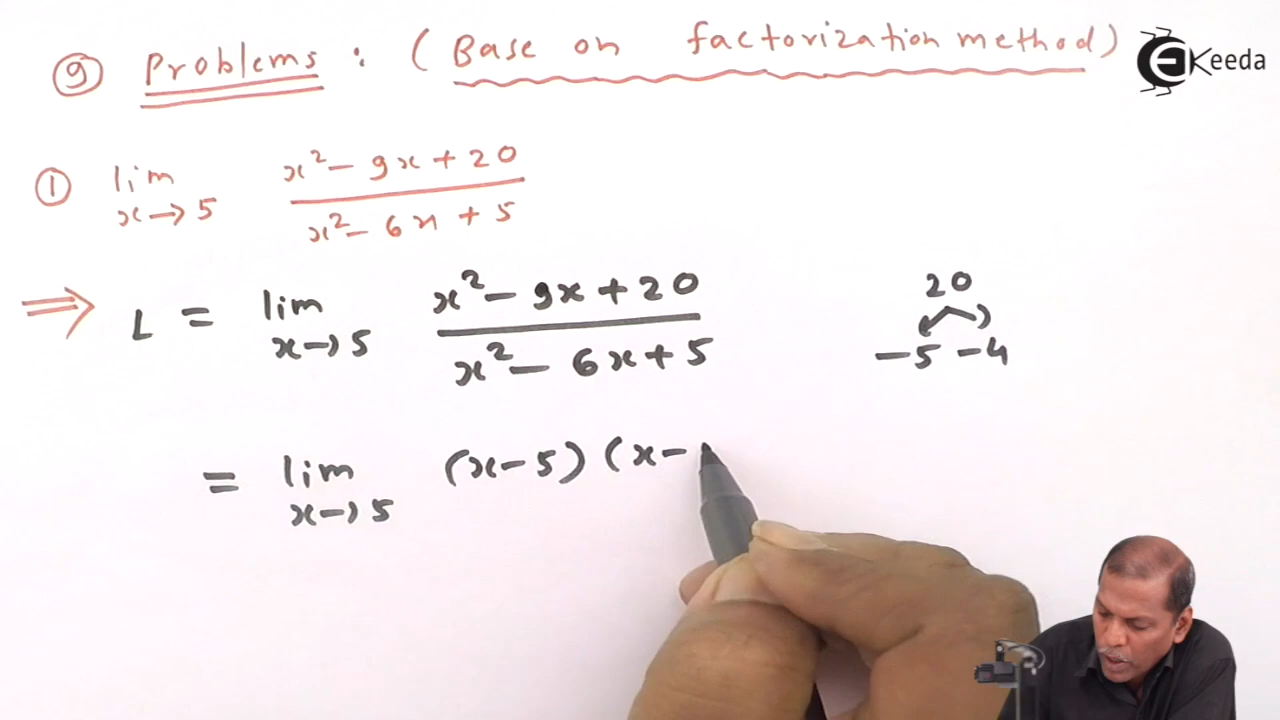 9 Problems : ( Base on factorization method )
EKeeda
① lim x→5 x² - 9x + 20 / x² - 6x + 5
⇒ L = lim x→5 x² - 9x + 20 / x² - 6x + 5
20
-5 -4
= lim x→5 (x-5) (x-